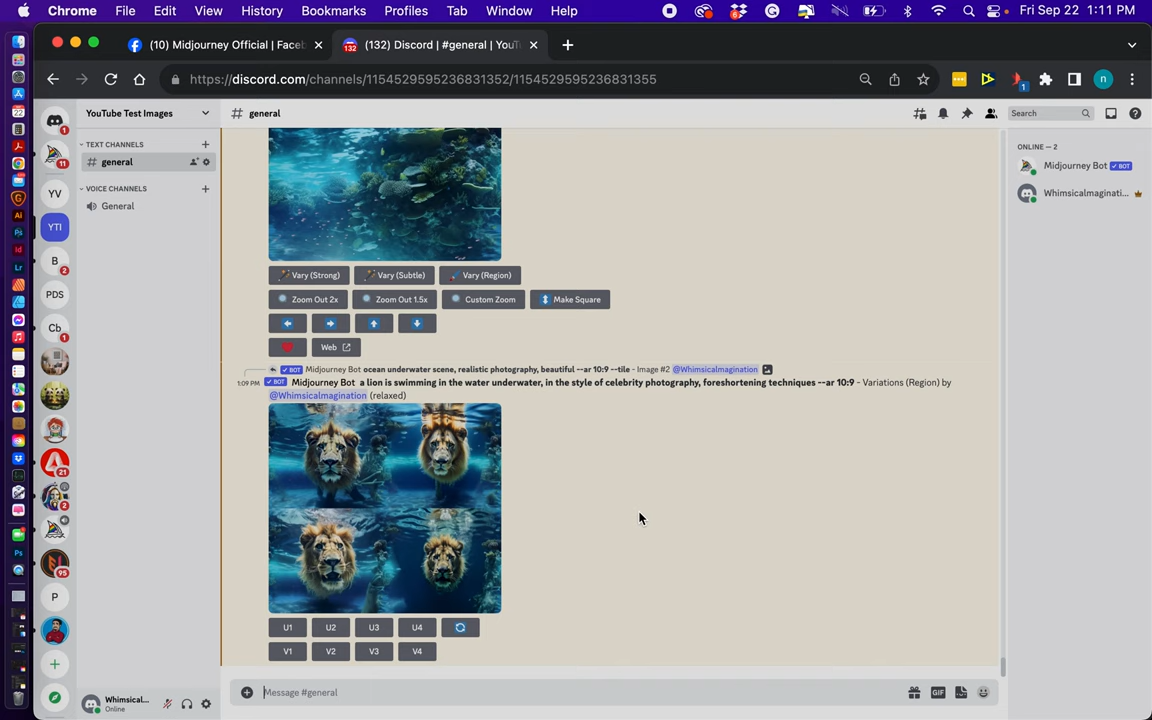 Chrome File Edit View History Bookmarks Profiles Tab Window Help
Fri Sep 22 1:11 PM
(10) Midjourney Official | Faceb
(132) Discord | #general | YouT
https://discord.com/channels/1154529595236831352/1154529595236831355
YouTube Test Images
# general
Search
TEXT CHANNELS
# general
VOICE CHANNELS
General
ONLINE — 2
Midjourney Bot BOT
Whimsicalmaginati...
YV
YTI
B
PDS
Cb
P
Vary (Strong) Vary (Subtle) Vary (Region)
Zoom Out 2x Zoom Out 1.5x Custom Zoom Make Square
Web
BOT Midjourney Bot ocean underwater scene, realistic photography, beautiful --ar 10:9 --tile - Image #2 @Whimsicalmagination
1:09 PM BOT Midjourney Bot a lion is swimming in the water underwater, in the style of celebrity photography, foreshortening techniques --ar 10:9 - Variations (Region) by
@Whimsicalmagination (relaxed)
U1 U2 U3 U4
V1 V2 V3 V4
Message #general
GIF
Whimsical...
Online